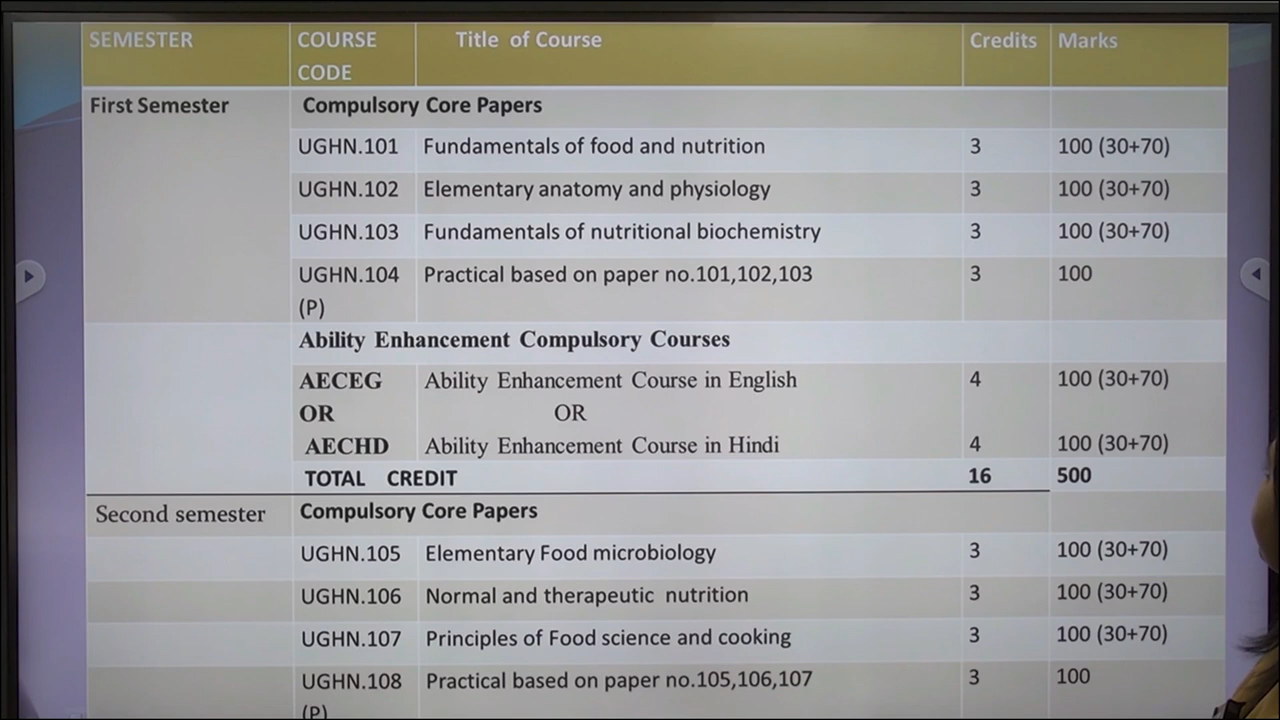 SEMESTER COURSE CODE Title of Course Credits Marks
First Semester Compulsory Core Papers
UGHN.101 Fundamentals of food and nutrition 3 100 (30+70)
UGHN.102 Elementary anatomy and physiology 3 100 (30+70)
UGHN.103 Fundamentals of nutritional biochemistry 3 100 (30+70)
UGHN.104 Practical based on paper no.101,102,103 3 100
(P)
Ability Enhancement Compulsory Courses
AECEG Ability Enhancement Course in English 4 100 (30+70)
OR OR
AECHD Ability Enhancement Course in Hindi 4 100 (30+70)
TOTAL CREDIT 16 500
Second semester Compulsory Core Papers
UGHN.105 Elementary Food microbiology 3 100 (30+70)
UGHN.106 Normal and therapeutic nutrition 3 100 (30+70)
UGHN.107 Principles of Food science and cooking 3 100 (30+70)
UGHN.108 Practical based on paper no.105,106,107 3 100
(P)